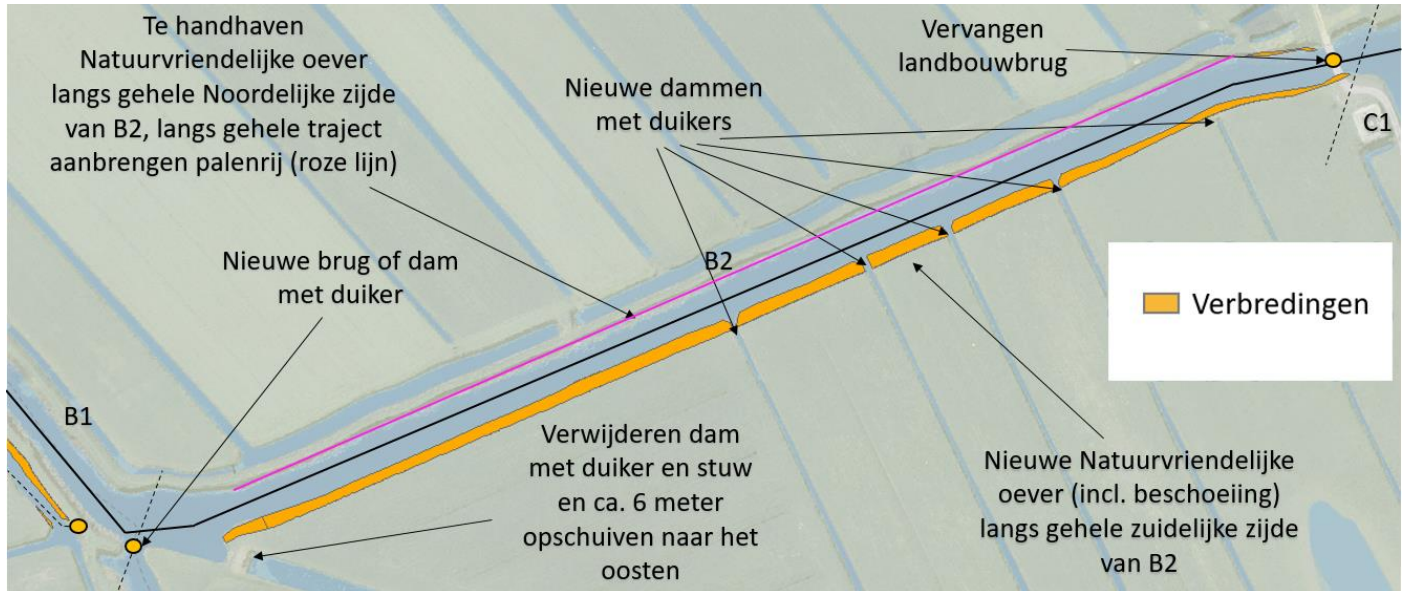 Te handhaven
Natuurvriendelijke oever
langs gehele Noordelijke zijde
van B2, langs gehele traject
aanbrengen palenrij (roze lijn)
Vervangen
landbouwbrug
Nieuwe dammen
met duikers
C1
Nieuwe brug of dam
met duiker
B2
Verbredingen
B1
Verwijderen dam
met duiker en stuw
en ca. 6 meter
opschuiven naar het
oosten
Nieuwe Natuurvriendelijke
oever (incl. beschoeiing)
langs gehele zuidelijke zijde
van B2